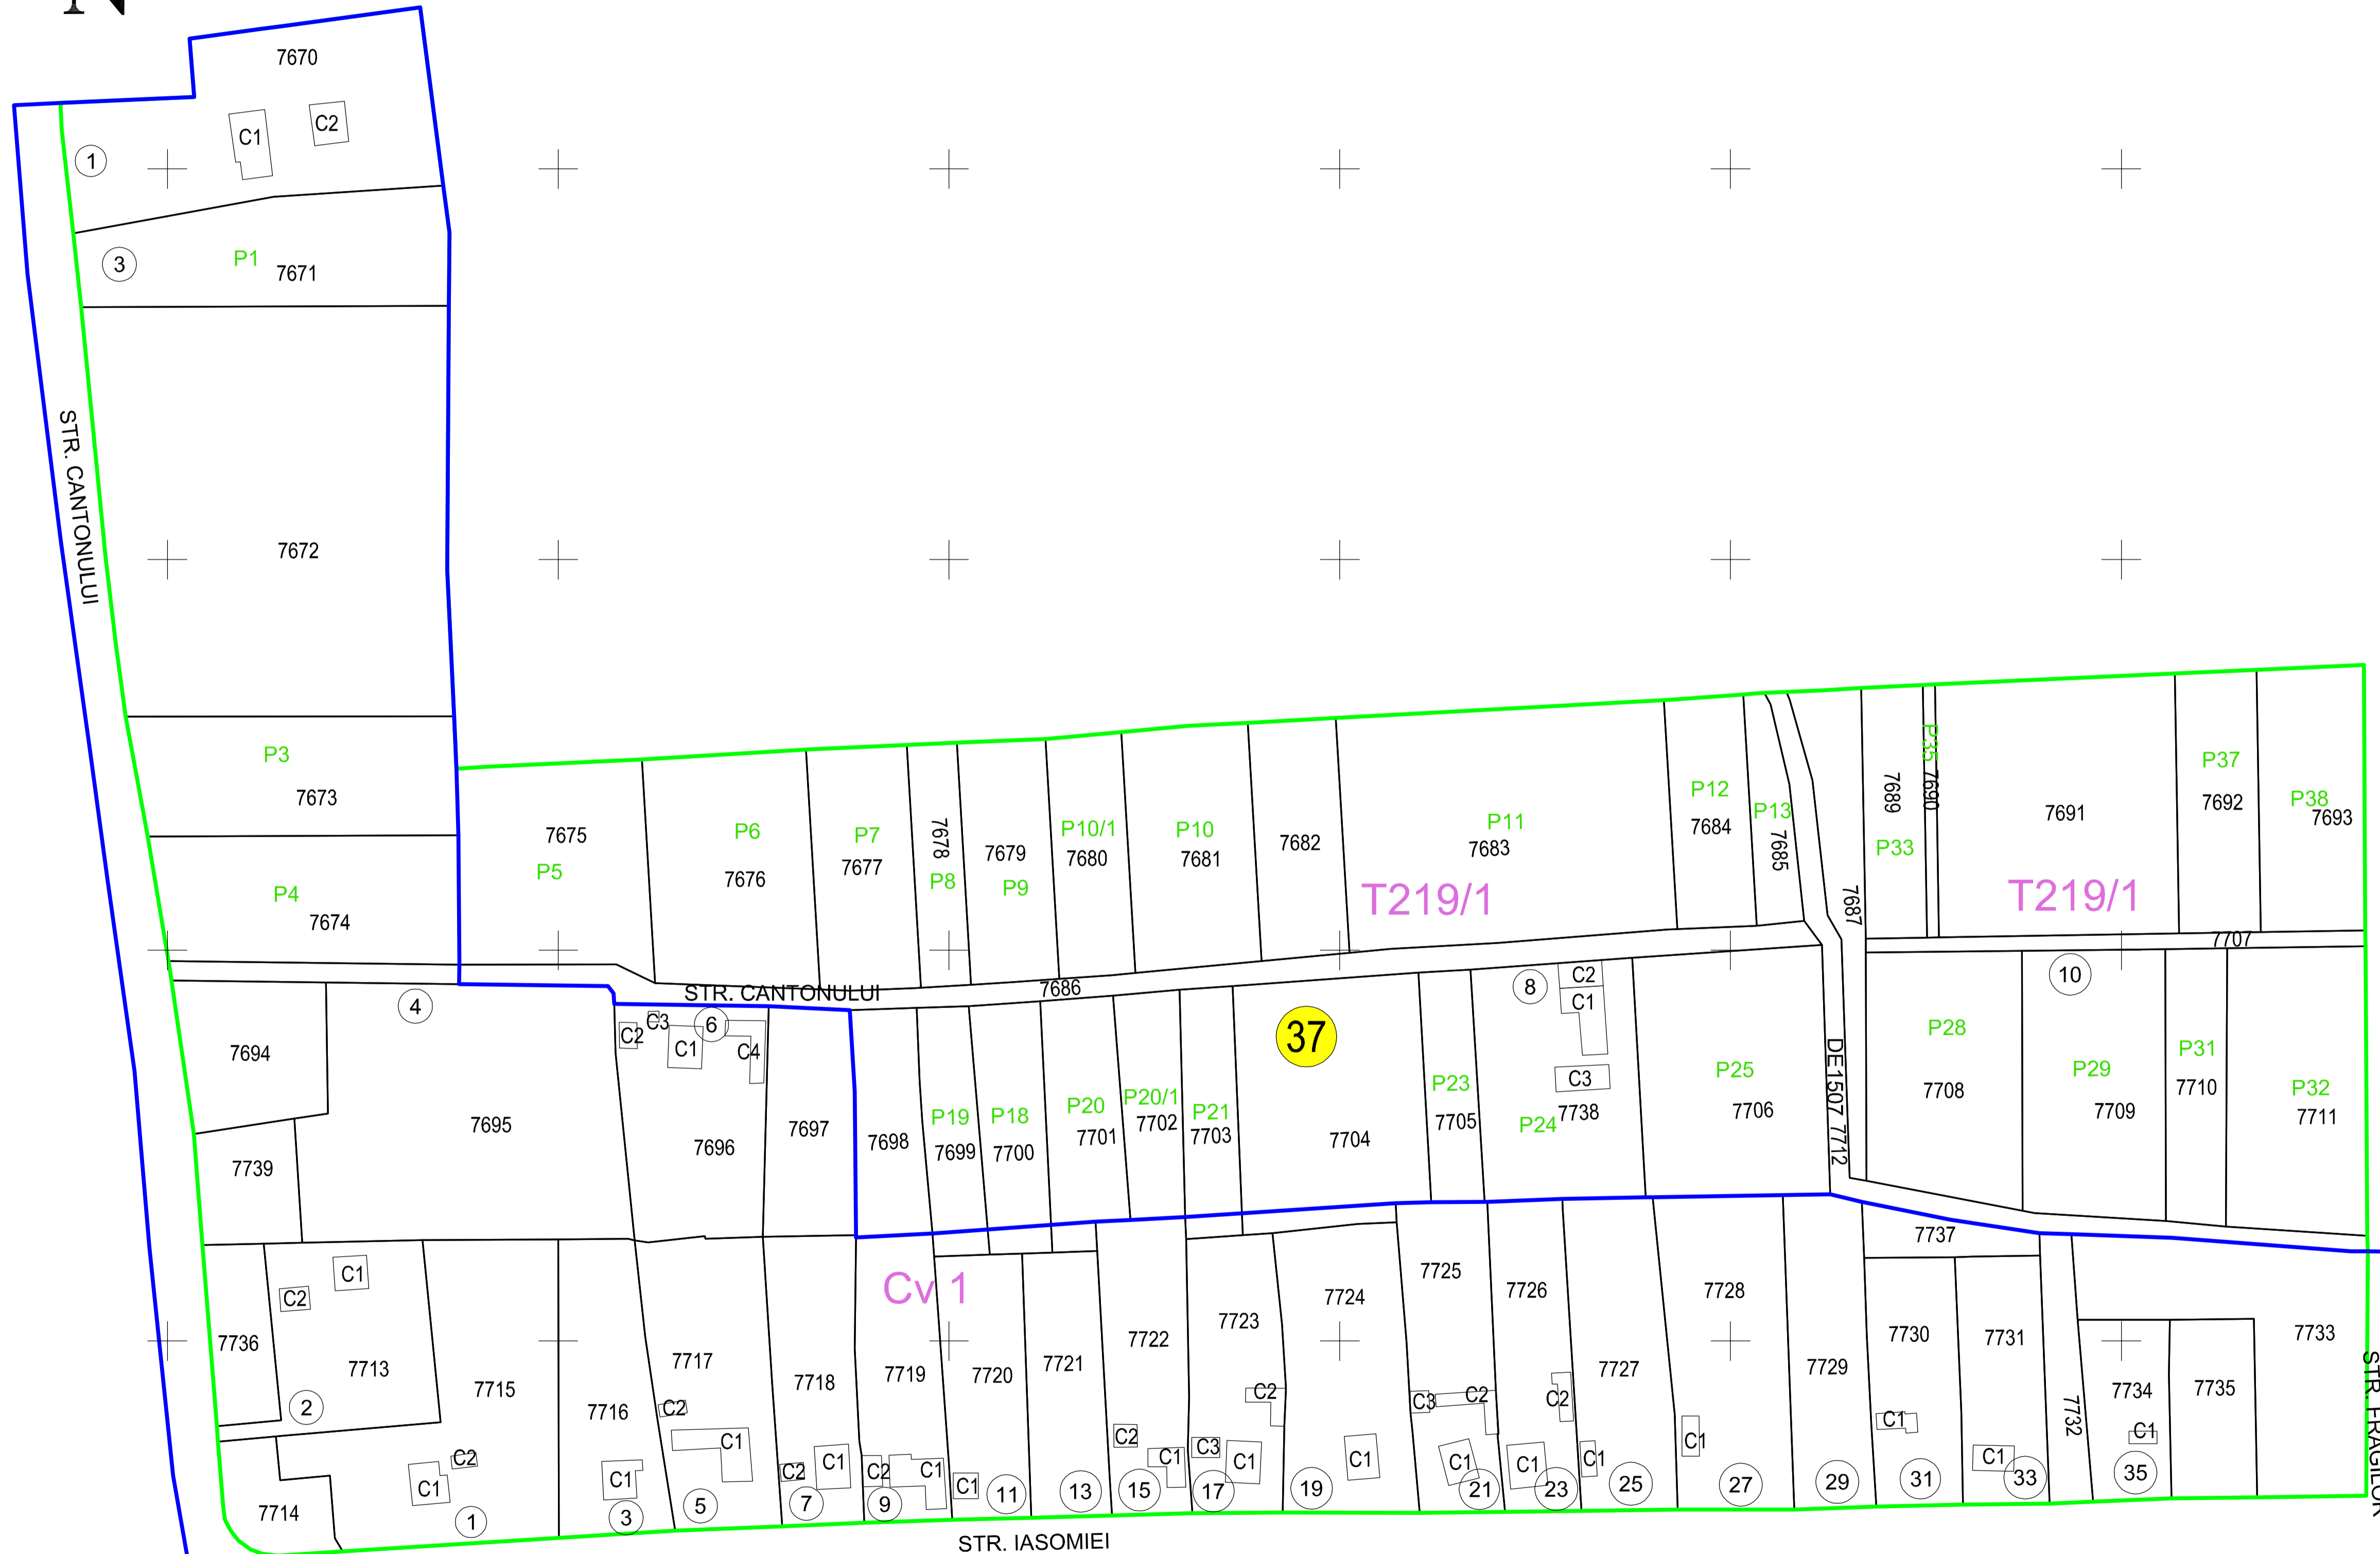 N
7670
C1
C2
1
3
P1
7671
STR. CANTONULUI
7672
P3
7673
P4
7674
7675
P5
P6
7676
P7
7677
7678
P8
7679
P9
P10/1
7680
P10
7681
7682
P11
7683
T219/1
P12
7684
P13
7685
7687
7689
P33
P35
7690
7691
T219/1
P37
7692
P38
7693
7707
STR. CANTONULUI
7686
4
7694
7695
7739
C2
C3
C1
6
C4
7696
7697
7698
P19
7699
P18
7700
P20
7701
P20/1
7702
P21
7703
37
7704
P23
7705
8
C2
C1
C3
P24
7738
P25
7706
DE1507 7712
P28
7708
10
P29
7709
P31
7710
P32
7711
7736
C2
C1
7713
2
7714
7715
C2
C1
1
7716
C1
3
7717
C2
C1
5
7718
C2
C1
7
Cv 1
7719
C2
C1
9
7720
C1
11
7721
13
7722
C2
C1
15
7723
C2
C3
C1
17
7724
C1
19
7725
C3
C2
C1
21
7726
C2
C1
23
7727
C1
25
7728
C1
27
7729
29
7737
7730
C1
31
7731
C1
33
7732
7734
C1
35
7735
7733
STR. FRAGILOR
STR. IASOMIEI